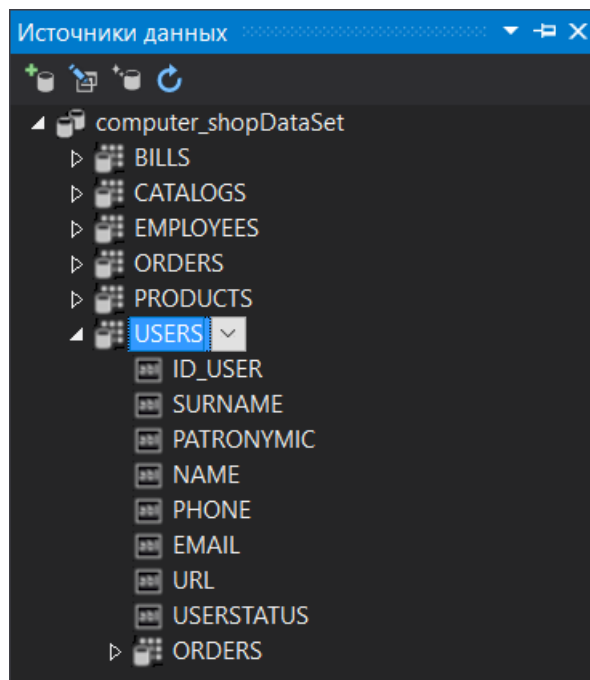 Источники данных
computer_shopDataSet
BILLS
CATALOGS
EMPLOYEES
ORDERS
PRODUCTS
USERS
ID_USER
SURNAME
PATRONYMIC
NAME
PHONE
EMAIL
URL
USERSTATUS
ORDERS